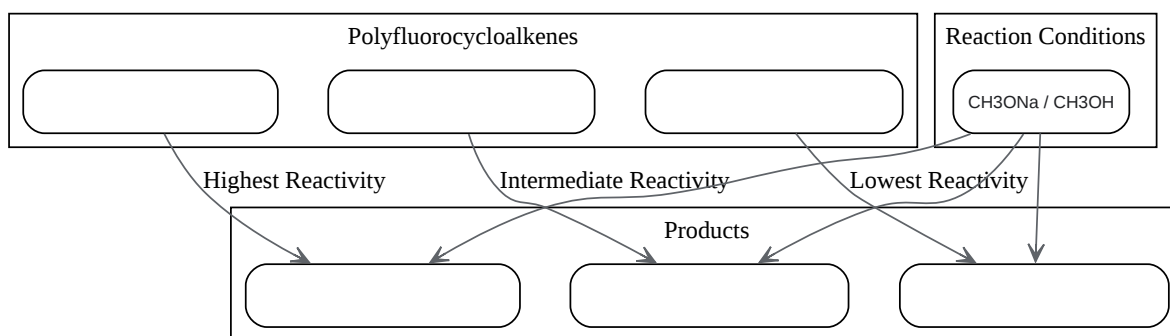 Polyfluorocycloalkenes
Reaction Conditions
CH3ONa / CH3OH
Highest Reactivity
Intermediate Reactivity
Lowest Reactivity
Products